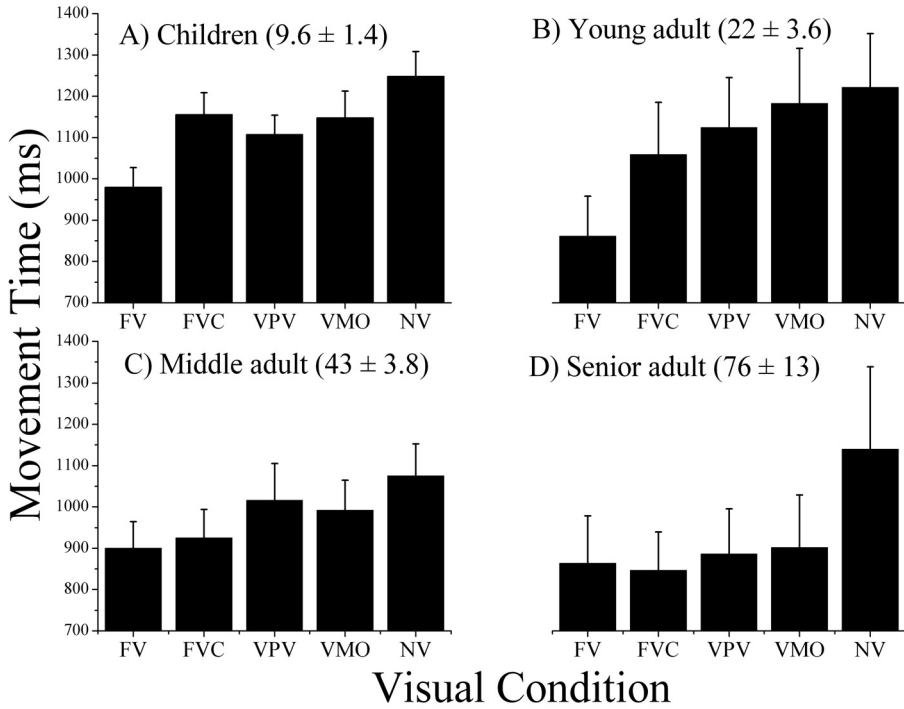 A) Children (9.6 ± 1.4)
1400
1300
1200
1100
1000
900
800
700
FV FVC VPV VMO NV
B) Young adult (22 ± 3.6)
FV FVC VPV VMO NV
C) Middle adult (43 ± 3.8)
1400
1300
1200
1100
1000
900
800
700
FV FVC VPV VMO NV
D) Senior adult (76 ± 13)
FV FVC VPV VMO NV
Movement Time (ms)
Visual Condition